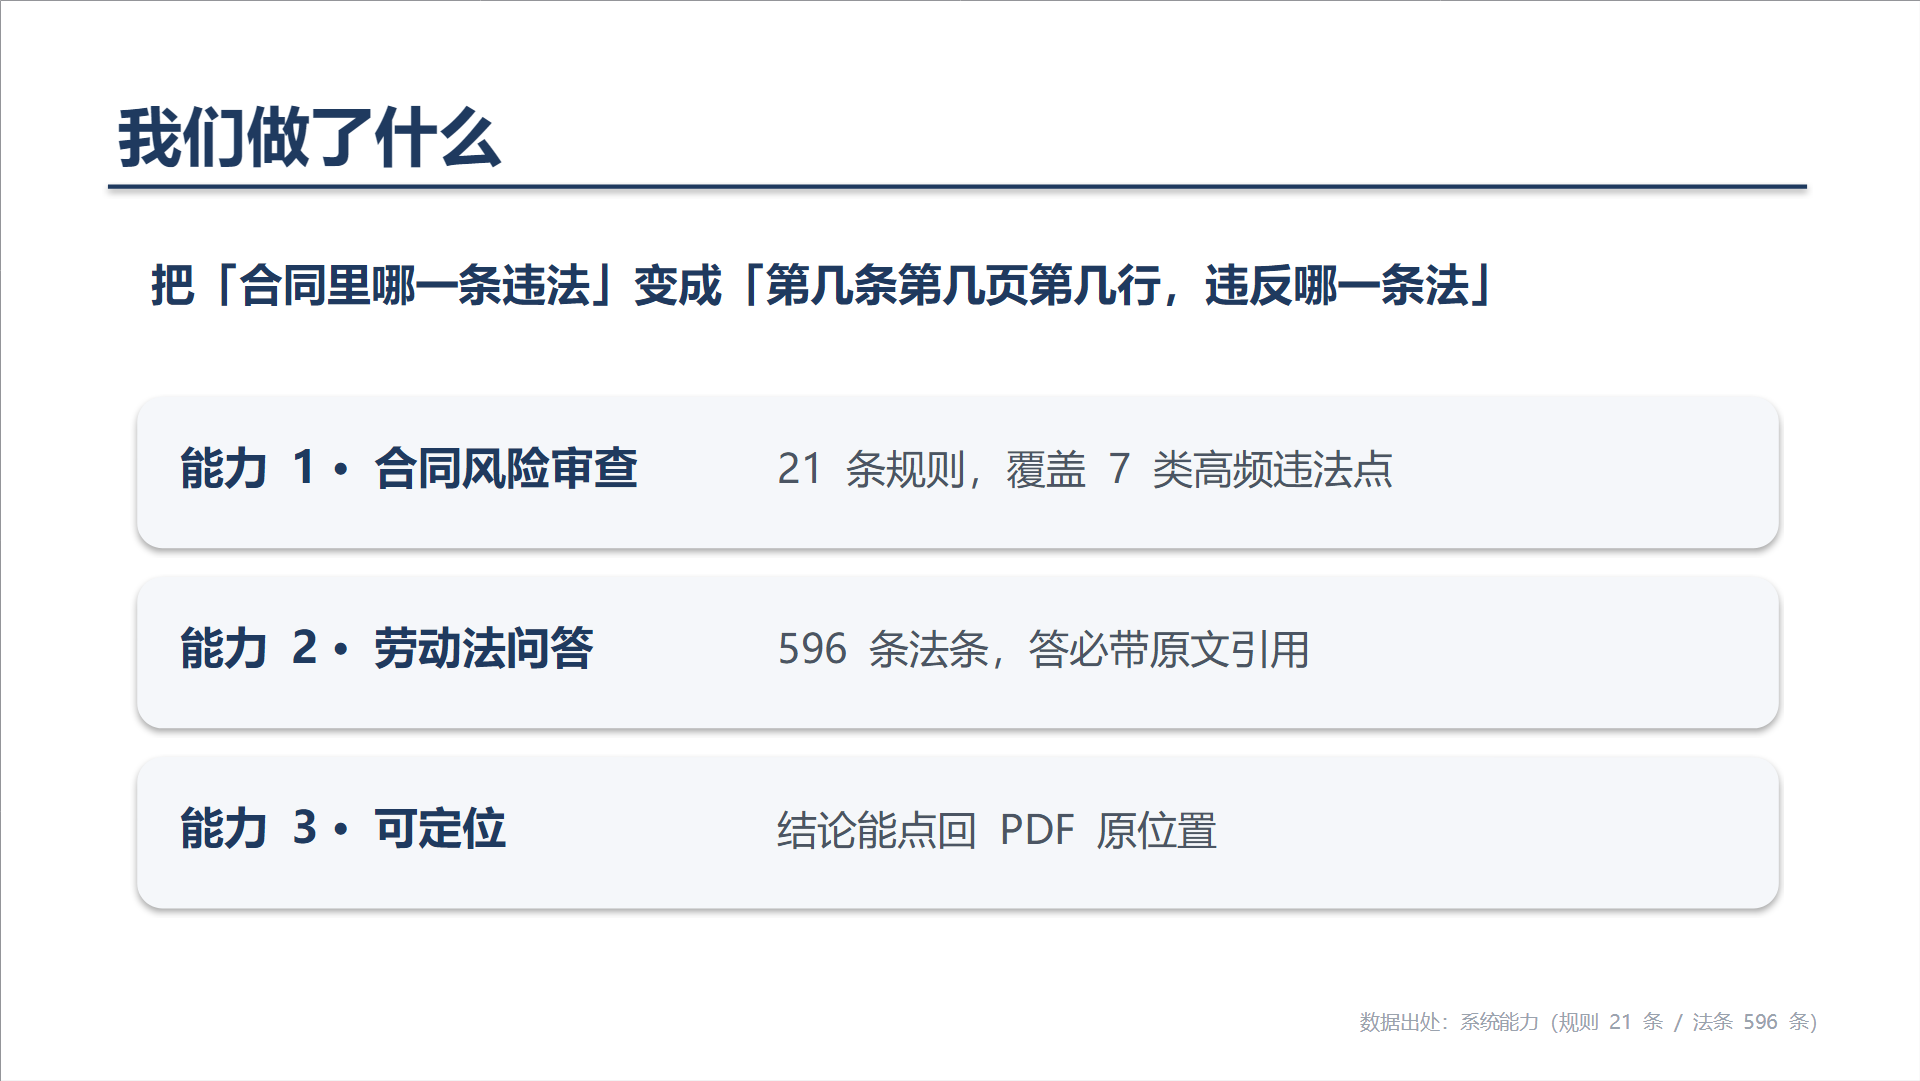 我们做了什么
把「合同里哪一条违法」变成「第几条第几页第几行，违反哪一条法」
能力 1 · 合同风险审查
21 条规则，覆盖 7 类高频违法点
能力 2 · 劳动法问答
596 条法条，答必带原文引用
能力 3 · 可定位
结论能点回 PDF 原位置
数据出处：系统能力（规则 21 条 / 法条 596 条）